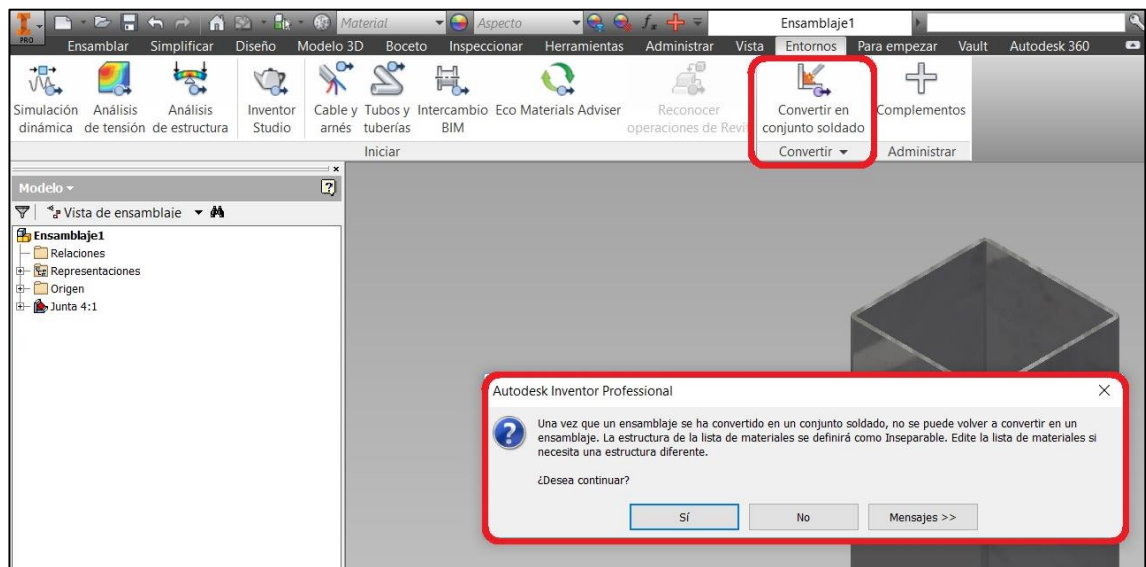 PRO
Material
Aspecto
Ensamblaje1
Ensamblar Simplificar Diseño Modelo 3D Boceto Inspeccionar Herramientas Administrar Vista Entornos Para empezar Vault Autodesk 360
Simulación dinámica
Análisis de tensión
Análisis de estructura
Inventor Studio
Cable y arnés
Tubos y tuberías
Intercambio BIM
Eco Materials Adviser
Reconocer operaciones de Revit
Convertir en conjunto soldado
Complementos
Iniciar
Convertir
Administrar
Modelo
Vista de ensamblaje
Ensamblaje1
Relaciones
Representaciones
Origen
Junta 4:1
Autodesk Inventor Professional
Una vez que un ensamblaje se ha convertido en un conjunto soldado, no se puede volver a convertir en un
ensamblaje. La estructura de la lista de materiales se definirá como Inseparable. Edite la lista de materiales si
necesita una estructura diferente.
¿Desea continuar?
Sí No Mensajes >>